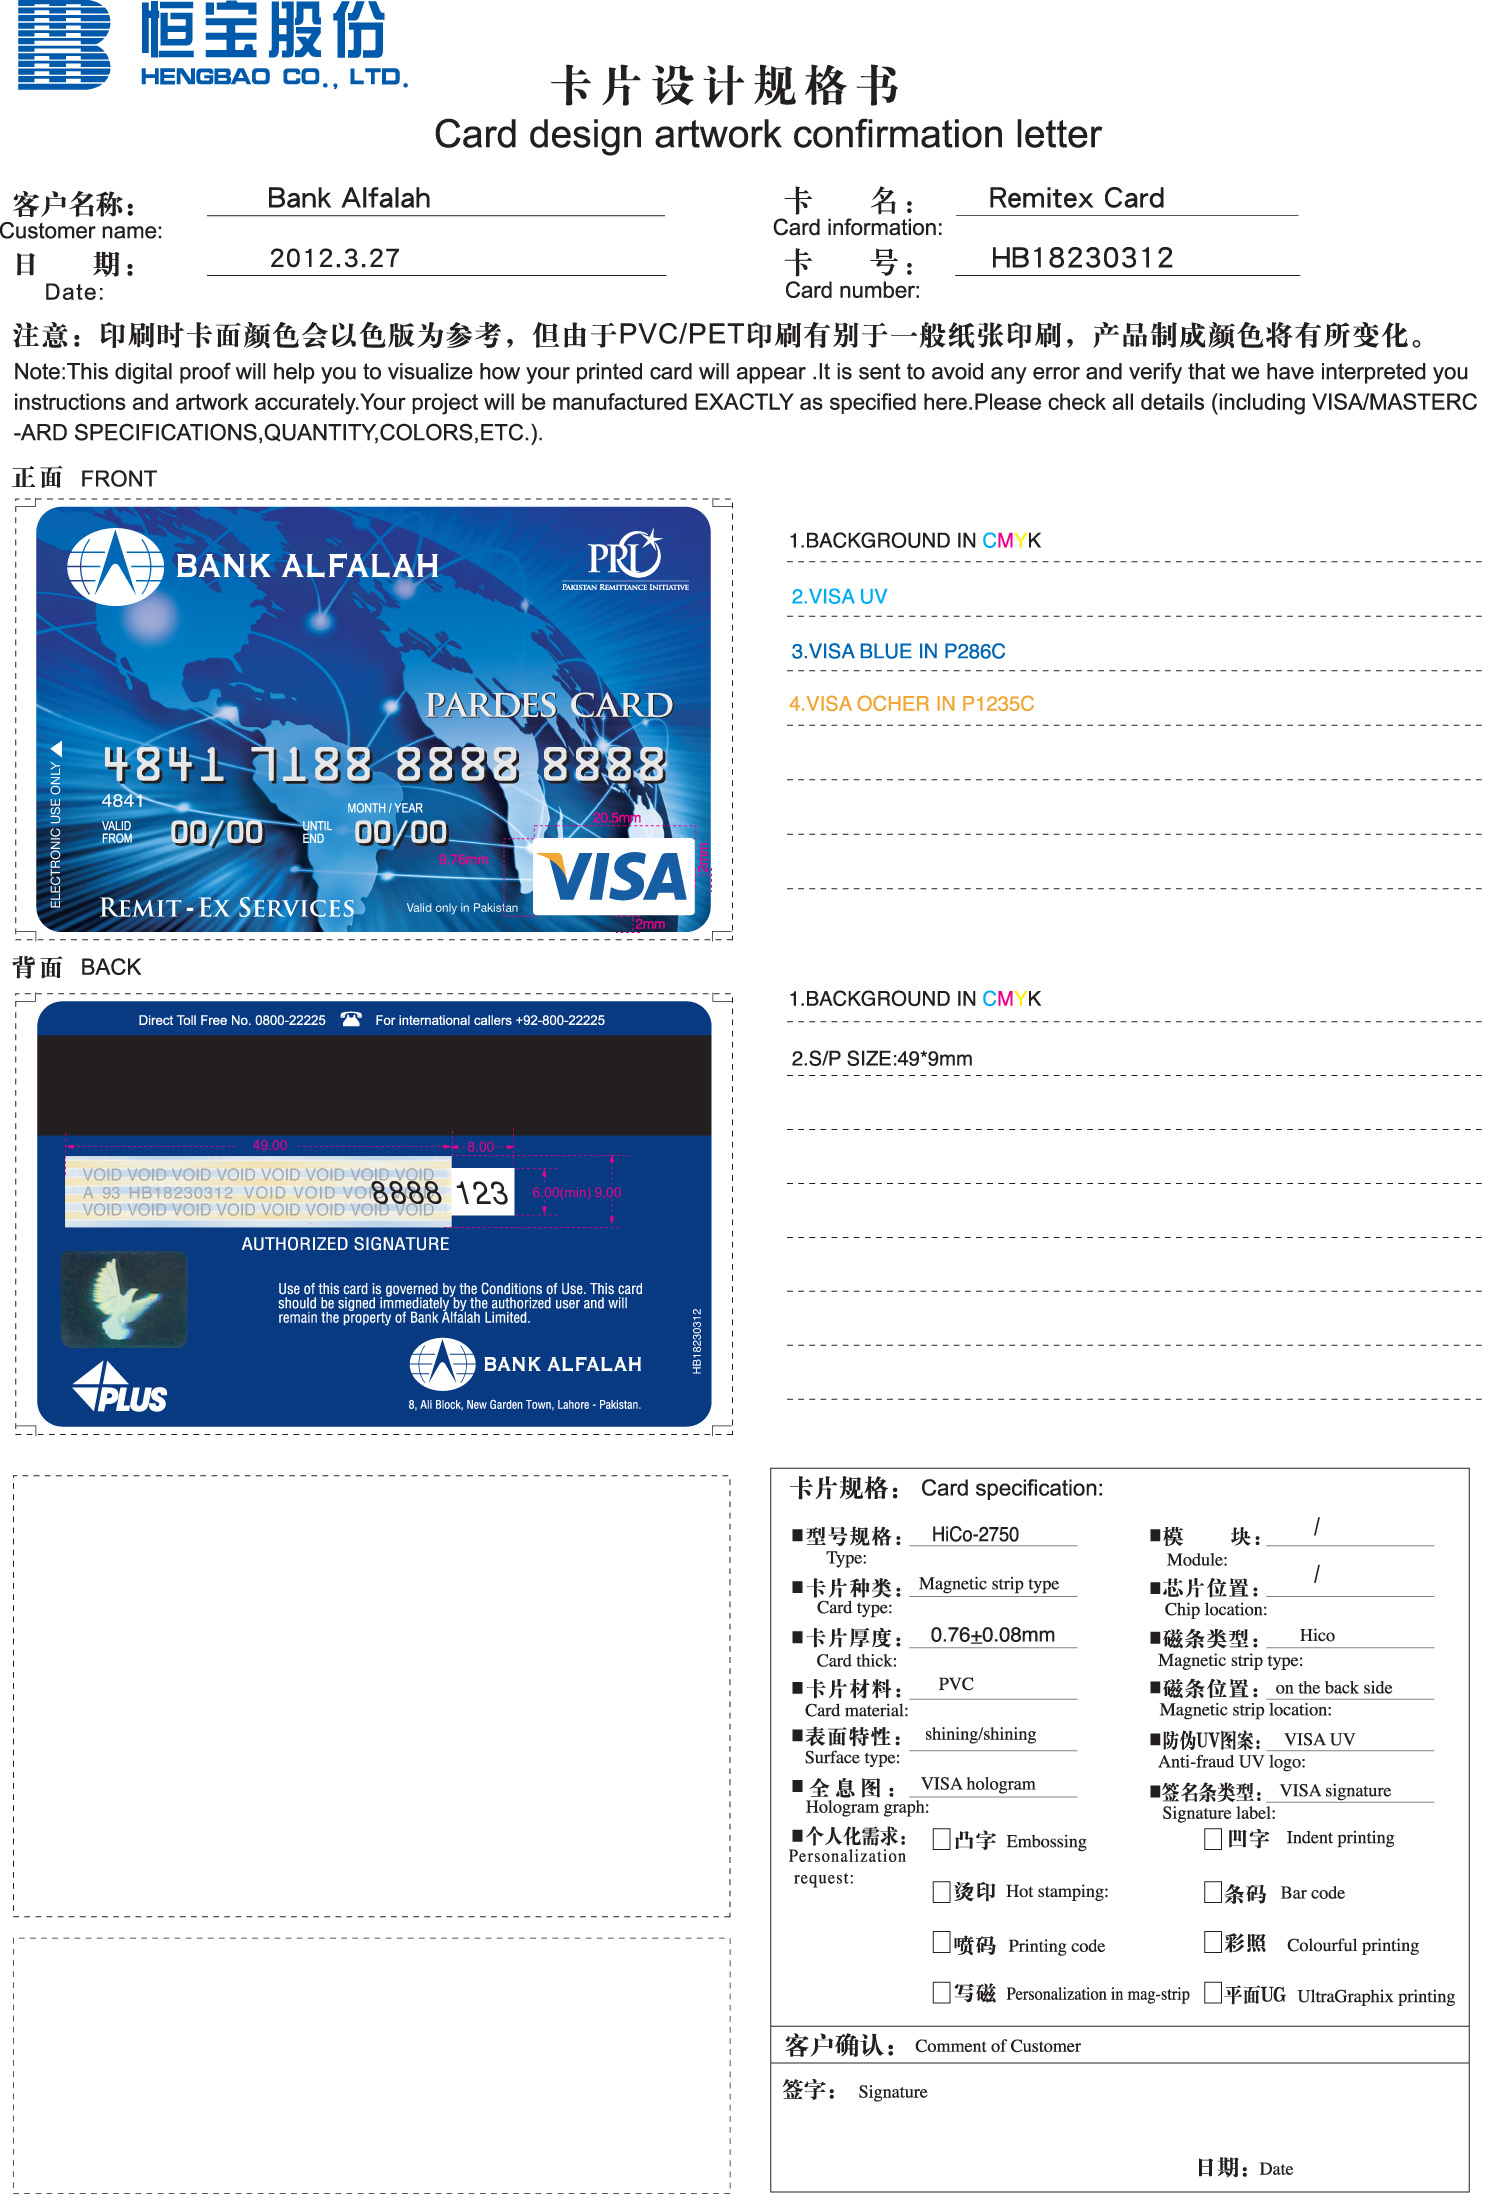 恒宝股份
HENGBAO CO., LTD.
卡片设计规格书
Card design artwork confirmation letter
客户名称： Bank Alfalah
Customer name:
卡 名： Remitex Card
Card information:
日 期： 2012.3.27
Date:
卡 号： HB18230312
Card number:
注意：印刷时卡面颜色会以色版为参考，但由于PVC/PET印刷有别于一般纸张印刷，产品制成颜色将有所变化。
Note:This digital proof will help you to visualize how your printed card will appear .It is sent to avoid any error and verify that we have interpreted you
instructions and artwork accurately.Your project will be manufactured EXACTLY as specified here.Please check all details (including VISA/MASTERC
-ARD SPECIFICATIONS,QUANTITY,COLORS,ETC.).
正面 FRONT
BANK ALFALAH
PRI
PAKISTAN REMITTANCE INITIATIVE
PARDES CARD
4841 7188 8888 8888
4841
MONTH / YEAR
VALID FROM 00/00 UNTIL END 00/00
ELECTRONIC USE ONLY
20.5mm
9.76mm
2mm
VISA
REMIT-EX SERVICES
Valid only in Pakistan
2mm
1.BACKGROUND IN CMYK
2.VISA UV
3.VISA BLUE IN P286C
4.VISA OCHER IN P1235C
背面 BACK
Direct Toll Free No. 0800-22225 For international callers +92-800-22225
49.00 8.00
VOID VOID VOID VOID VOID VOID VOID VOID
A 93 HB18230312 VOID VOID VOID 8888 123
VOID VOID VOID VOID VOID VOID VOID VOID
6.00(min) 9.00
AUTHORIZED SIGNATURE
Use of this card is governed by the Conditions of Use. This card
should be signed immediately by the authorized user and will
remain the property of Bank Alfalah Limited.
HB18230312
BANK ALFALAH
PLUS
8, Ali Block, New Garden Town, Lahore - Pakistan.
1.BACKGROUND IN CMYK
2.S/P SIZE:49*9mm
卡片规格： Card specification:
■型号规格： HiCo-2750
Type:
■模 块： /
Module:
■卡片种类： Magnetic strip type
Card type:
■芯片位置： /
Chip location:
■卡片厚度： 0.76±0.08mm
Card thick:
■磁条类型： Hico
Magnetic strip type:
■卡片材料： PVC
Card material:
■磁条位置： on the back side
Magnetic strip location:
■表面特性： shining/shining
Surface type:
■防伪UV图案： VISA UV
Anti-fraud UV logo:
■全息图： VISA hologram
Hologram graph:
■签名条类型： VISA signature
Signature label:
■个人化需求：
Personalization
request:
□凸字 Embossing
□凹字 Indent printing
□烫印 Hot stamping:
□条码 Bar code
□喷码 Printing code
□彩照 Colourful printing
□写磁 Personalization in mag-strip
□平面UG UltraGraphix printing
客户确认： Comment of Customer
签字： Signature
日期： Date